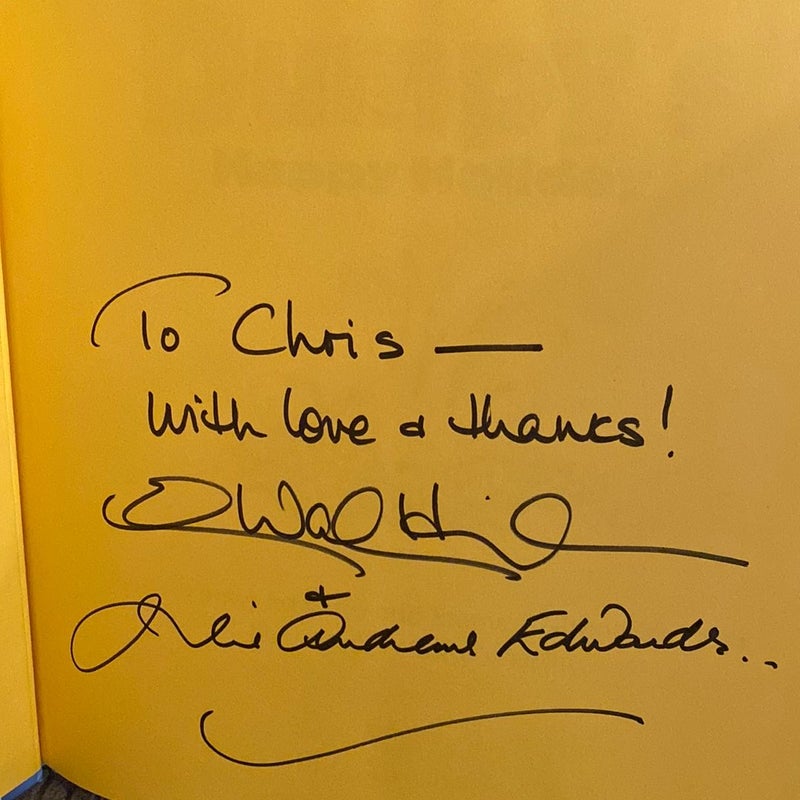 To Chris —
with love & thanks!
&
Julie Andrews Edwards..